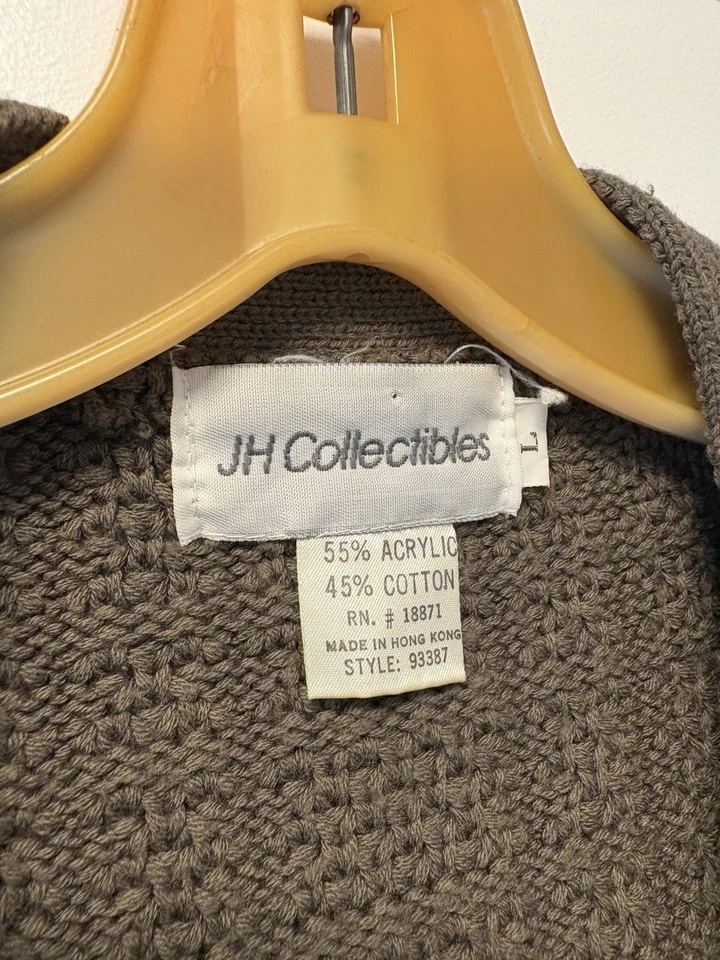 JH Collectibles
L
55% ACRYLIC
45% COTTON
RN. # 18871
MADE IN HONG KONG
STYLE: 93387